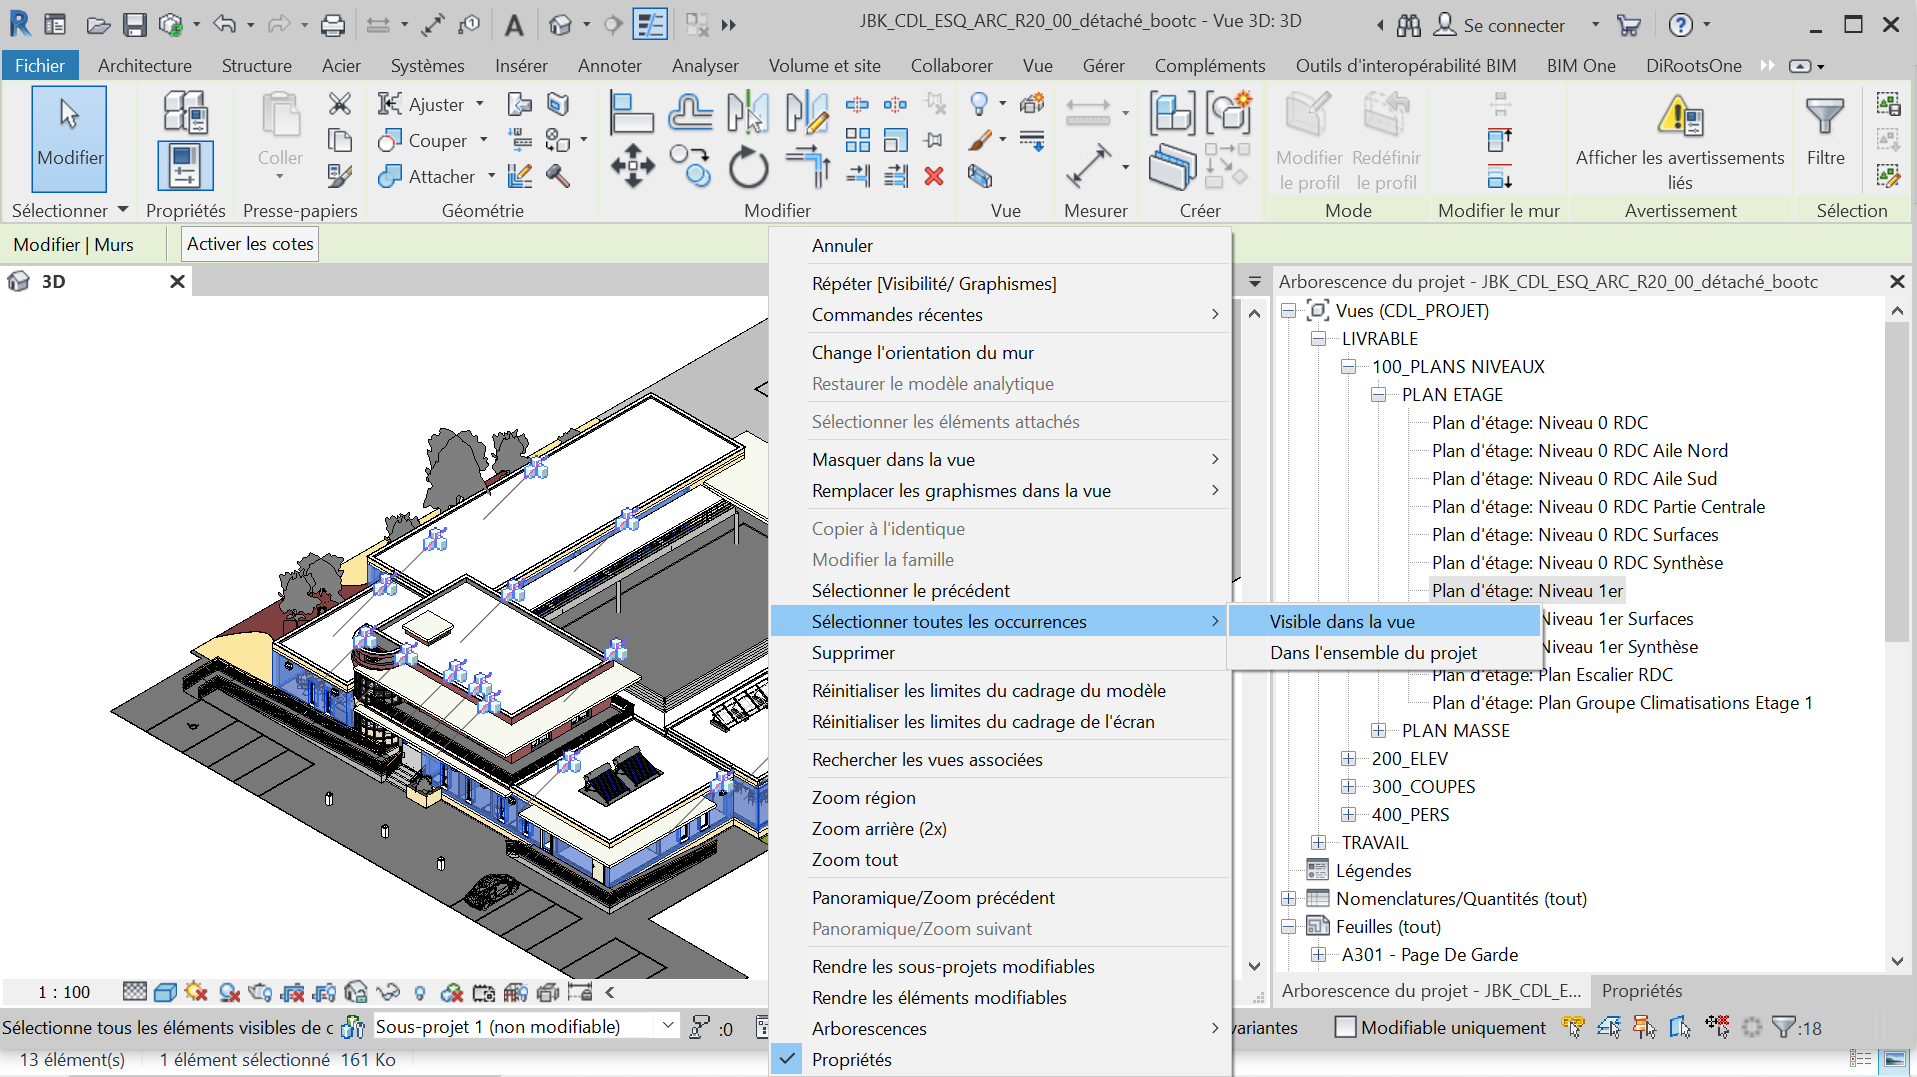 JBK_CDL_ESQ_ARC_R20_00_détaché_bootc - Vue 3D: 3D
Se connecter
Fichier
Architecture
Structure
Acier
Systèmes
Insérer
Annoter
Analyser
Volume et site
Collaborer
Vue
Gérer
Compléments
Outils d'interopérabilité BIM
BIM One
DiRootsOne
Modifier
Coller
Ajuster
Couper
Attacher
Modifier le profil
Redéfinir le profil
Afficher les avertissements liés
Filtre
Sélectionner
Propriétés
Presse-papiers
Géométrie
Modifier
Vue
Mesurer
Créer
Mode
Modifier le mur
Avertissement
Sélection
Modifier | Murs
Activer les cotes
3D
Annuler
Répéter [Visibilité/ Graphismes]
Commandes récentes
Change l'orientation du mur
Restaurer le modèle analytique
Sélectionner les éléments attachés
Masquer dans la vue
Remplacer les graphismes dans la vue
Copier à l'identique
Modifier la famille
Sélectionner le précédent
Sélectionner toutes les occurrences
Visible dans la vue
Dans l'ensemble du projet
Supprimer
Réinitialiser les limites du cadrage du modèle
Réinitialiser les limites du cadrage de l'écran
Rechercher les vues associées
Zoom région
Zoom arrière (2x)
Zoom tout
Panoramique/Zoom précédent
Panoramique/Zoom suivant
Rendre les sous-projets modifiables
Rendre les éléments modifiables
Arborescences
Propriétés
Arborescence du projet - JBK_CDL_ESQ_ARC_R20_00_détaché_bootc
Vues (CDL_PROJET)
LIVRABLE
100_PLANS NIVEAUX
PLAN ETAGE
Plan d'étage: Niveau 0 RDC
Plan d'étage: Niveau 0 RDC Aile Nord
Plan d'étage: Niveau 0 RDC Aile Sud
Plan d'étage: Niveau 0 RDC Partie Centrale
Plan d'étage: Niveau 0 RDC Surfaces
Plan d'étage: Niveau 0 RDC Synthèse
Plan d'étage: Niveau 1er
Niveau 1er Surfaces
Niveau 1er Synthèse
Plan d'étage: Plan Escalier RDC
Plan d'étage: Plan Groupe Climatisations Etage 1
PLAN MASSE
200_ELEV
300_COUPES
400_PERS
TRAVAIL
Légendes
Nomenclatures/Quantités (tout)
Feuilles (tout)
A301 - Page De Garde
Arborescence du projet - JBK_CDL_E...
Propriétés
1 : 100
Sélectionne tous les éléments visibles de c
Sous-projet 1 (non modifiable)
:0
variantes
Modifiable uniquement
:18
13 élément(s)
1 élément sélectionné
161 Ko